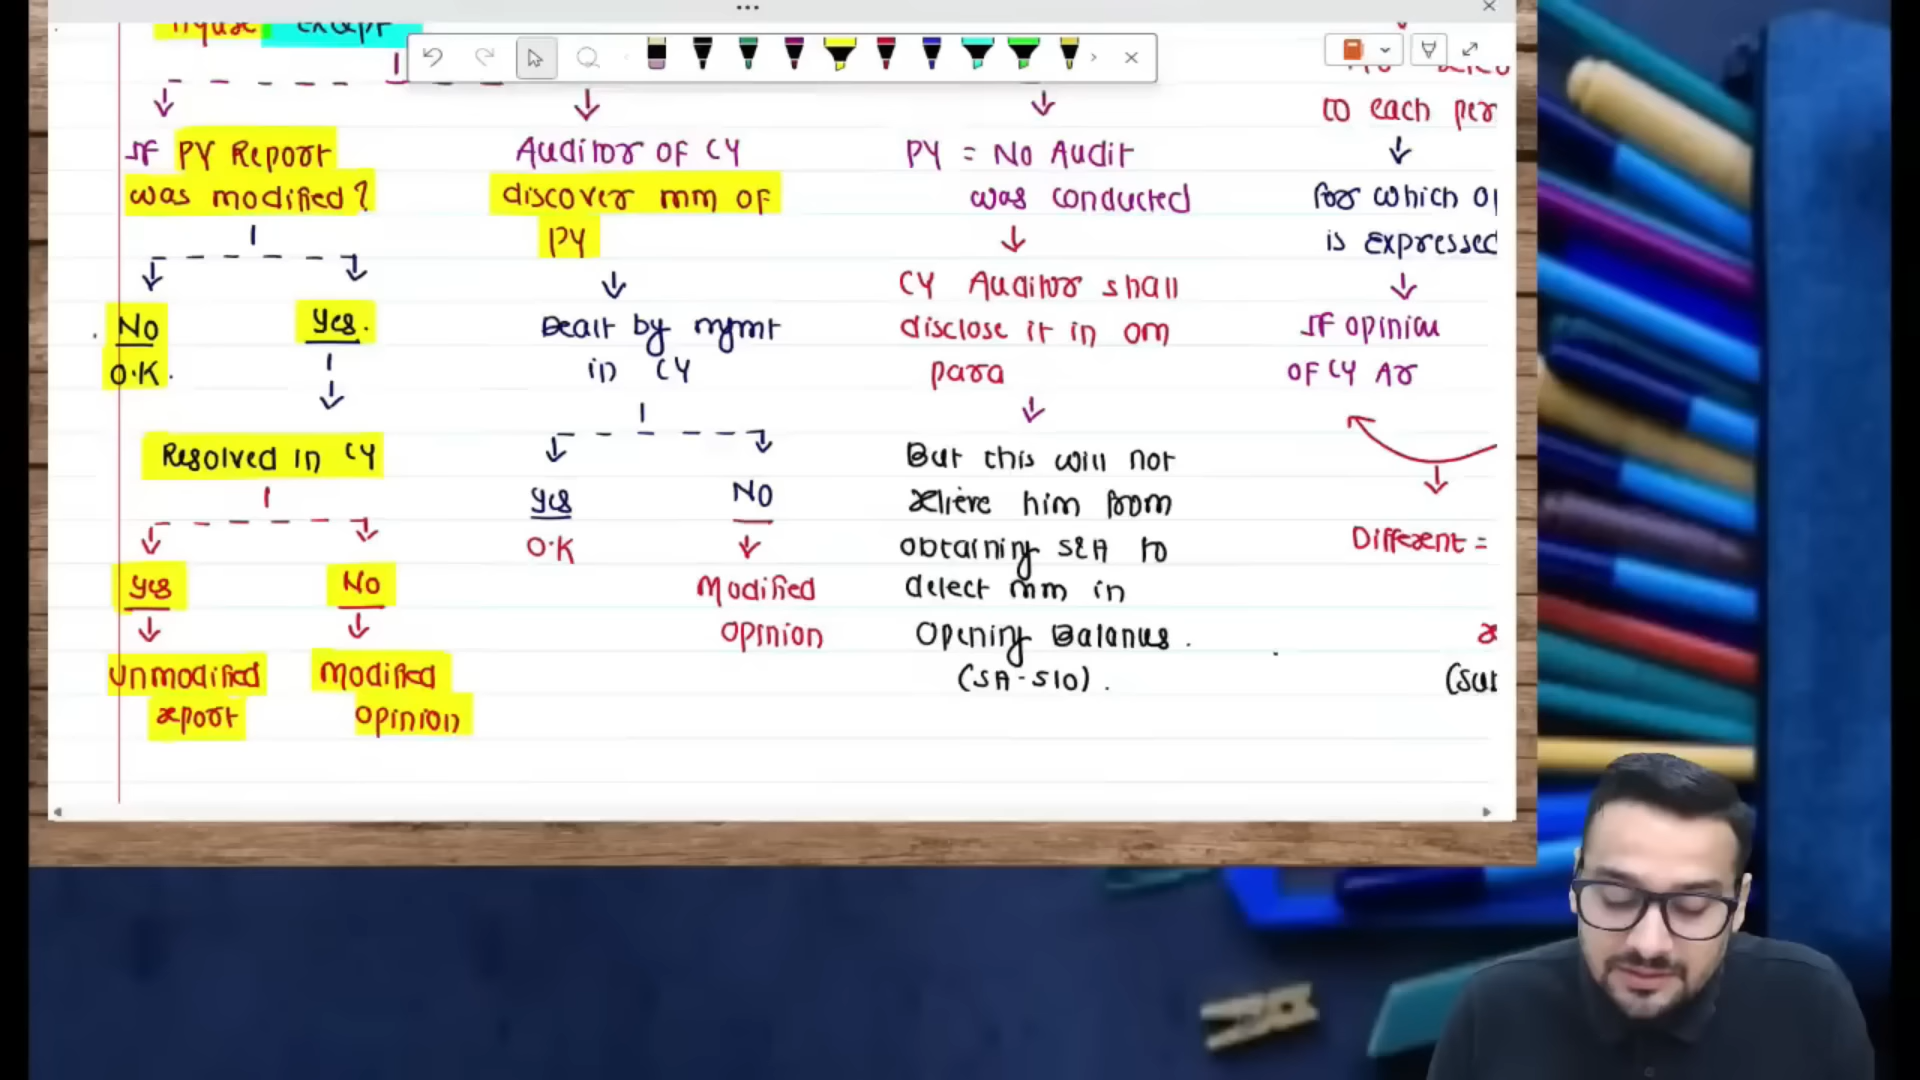 except
If PY Report
was modified?
No
O.K.
Yes.
Resolved in CY
Yes
No
Unmodified
report
Modified
opinion
Auditor of CY
discover mm of
PY
Dealt by mgmt
in CY
Yes
O.K
NO
Modified
opinion
PY = No Audit
was conducted
CY Auditor shall
disclose it in om
para
But this will not
relieve him from
obtaining SEA to
detect mm in
Opening Balances.
(SA-510).
to each per
for which op
is expressed
If opinion
OF CY AR
Different =